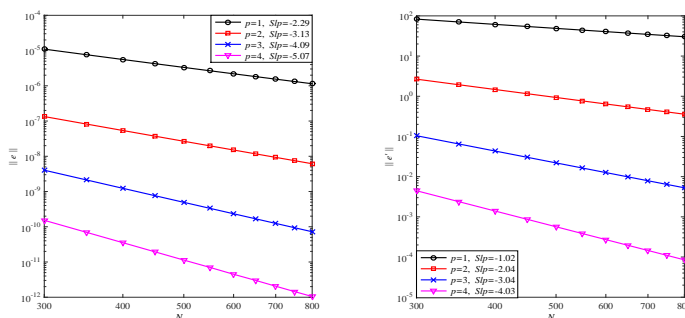 10^-4
10^-5
10^-6
10^-7
10^-8
10^-9
10^-10
10^-11
10^-12
|| e ||
300
400
500
600
700
800
N
p=1, Slp=-2.29
p=2, Slp=-3.13
p=3, Slp=-4.09
p=4, Slp=-5.07
10^2
10^1
10^0
10^-1
10^-2
10^-3
10^-4
10^-5
|| e' ||
300
400
500
600
700
800
N
p=1, Slp=-1.02
p=2, Slp=-2.04
p=3, Slp=-3.04
p=4, Slp=-4.03